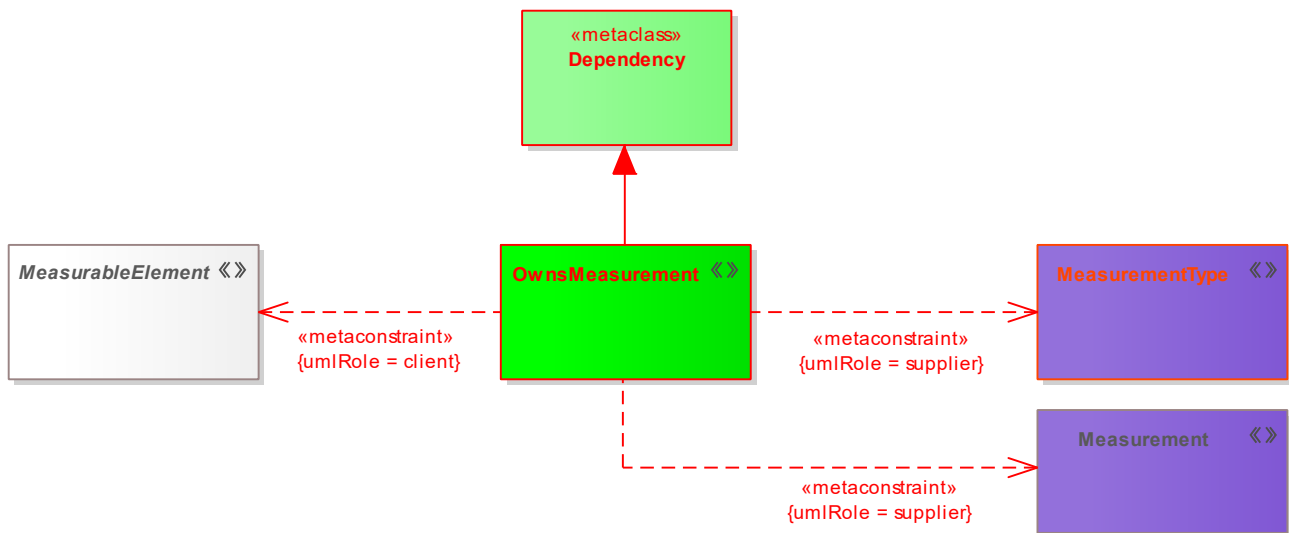 «metaclass»
Dependency
MeasurableElement «»
OwnsMeasurement «»
MeasurementType «»
«metaconstraint»
{umlRole = client}
«metaconstraint»
{umlRole = supplier}
Measurement «»
«metaconstraint»
{umlRole = supplier}